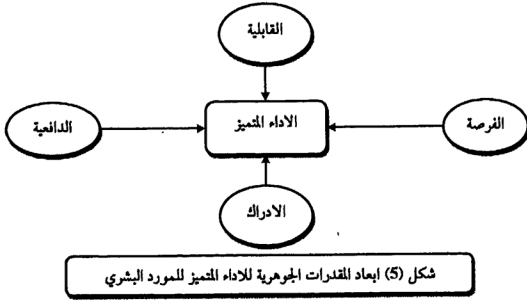 القابلية
الدافعية
الاداء المتميز
الفرصة
الادراك
شكل (5) ابعاد المقدرات الجوهرية للاداء المتميز للمورد البشري